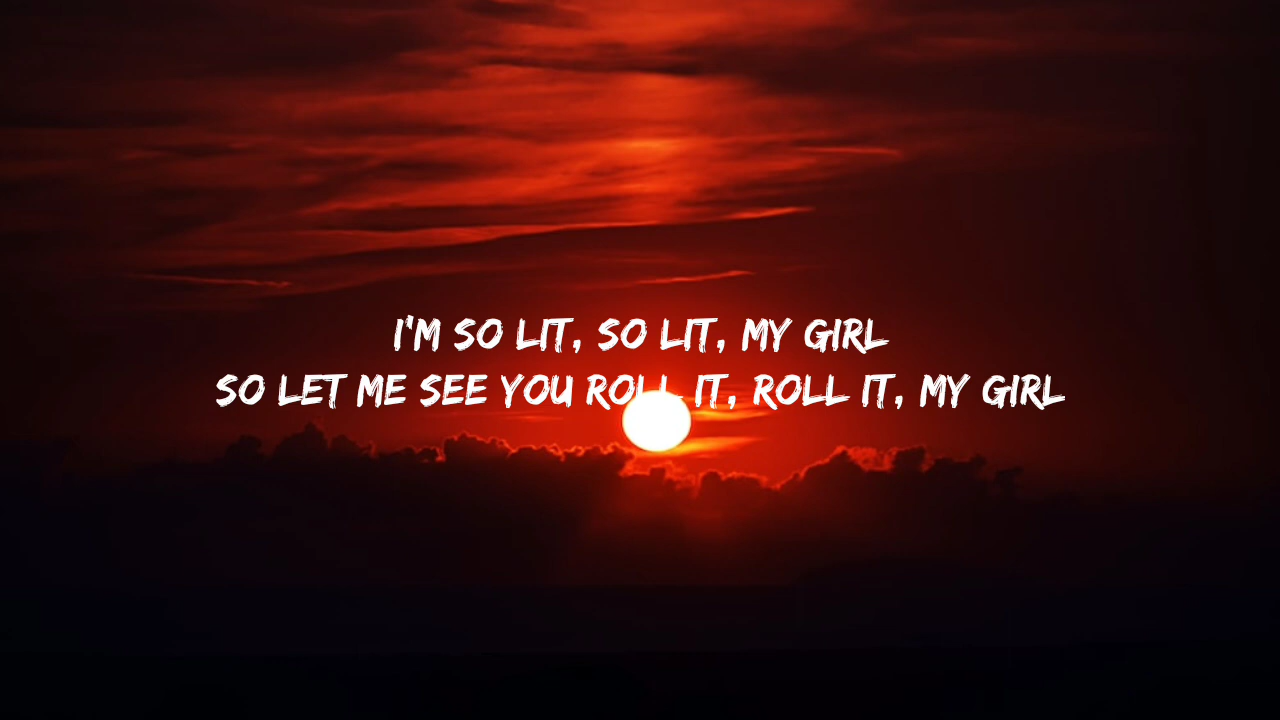 I'M SO LIT, SO LIT, MY GIRL
SO LET ME SEE YOU ROLL IT, ROLL IT, MY GIRL